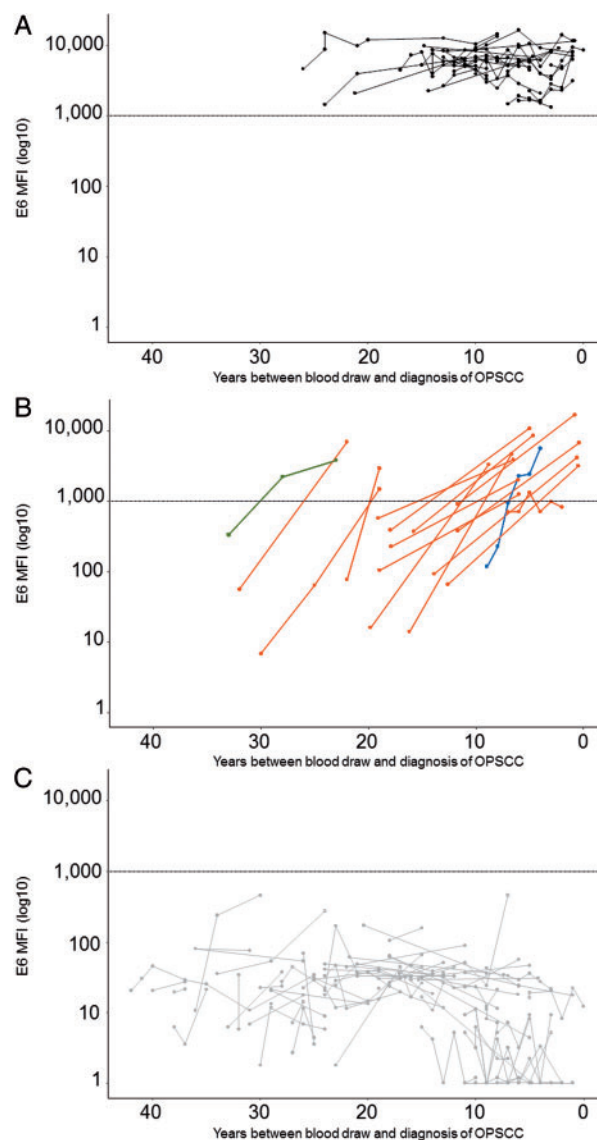 A
E6 MFI (log10)
10,000
1,000
100
10
1
40 30 20 10 0
Years between blood draw and diagnosis of OPSCC
B
E6 MFI (log10)
10,000
1,000
100
10
1
40 30 20 10 0
Years between blood draw and diagnosis of OPSCC
C
E6 MFI (log10)
10,000
1,000
100
10
1
40 30 20 10 0
Years between blood draw and diagnosis of OPSCC